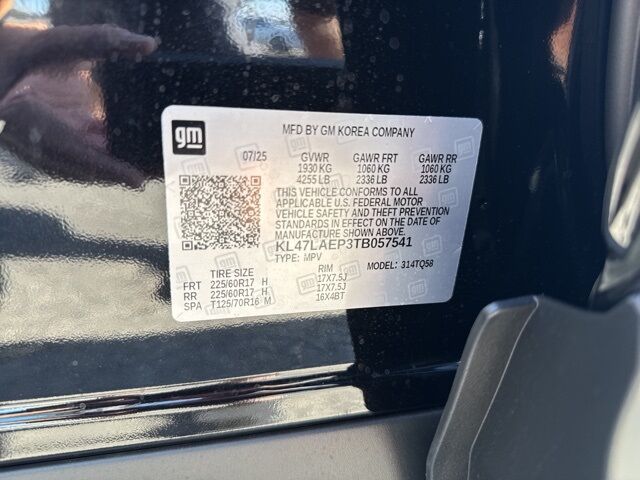 gm
MFD BY GM KOREA COMPANY
07/25 GVWR GAWR FRT GAWR RR
1930 KG 1060 KG 1060 KG
4255 LB 2336 LB 2336 LB
THIS VEHICLE CONFORMS TO ALL
APPLICABLE U.S. FEDERAL MOTOR
VEHICLE SAFETY AND THEFT PREVENTION
STANDARDS IN EFFECT ON THE DATE OF
MANUFACTURE SHOWN ABOVE.
KL47LAEP3TB057541
TYPE: MPV MODEL: 314TQ58
TIRE SIZE RIM
FRT 225/60R17 H 17X7.5J
RR 225/60R17 H 17X7.5J
SPA T125/70R16 M 16X4BT